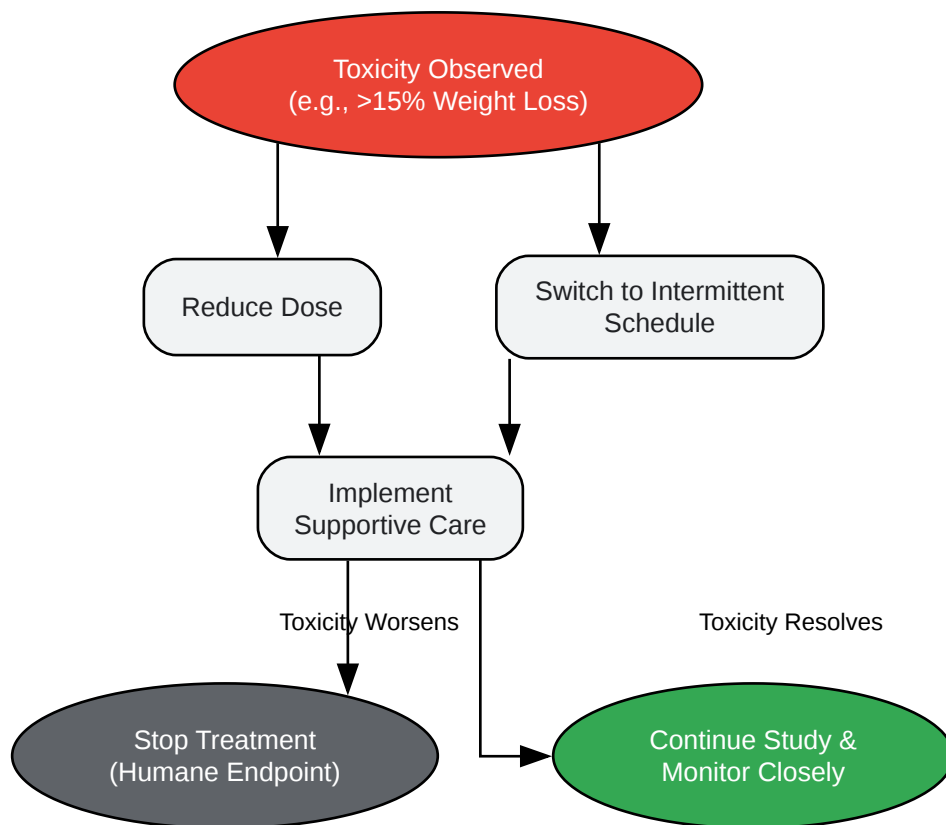 Toxicity Observed
(e.g., >15% Weight Loss)
Reduce Dose
Switch to Intermittent
Schedule
Implement
Supportive Care
Toxicity Worsens
Toxicity Resolves
Stop Treatment
(Humane Endpoint)
Continue Study &
Monitor Closely